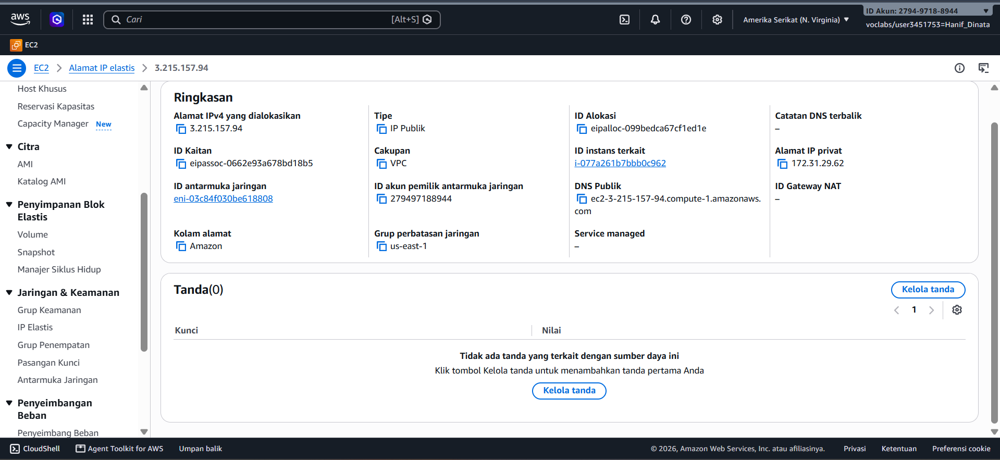 aws
Cari
[Alt+S]
Amerika Serikat (N. Virginia)
ID Akun: 2794-9718-8944
voclabs/user3451753=Hanif_Dinata
EC2
EC2
Alamat IP elastis
3.215.157.94
Host Khusus
Reservasi Kapasitas
Capacity Manager New
Citra
AMI
Katalog AMI
Penyimpanan Blok
Elastis
Volume
Snapshot
Manajer Siklus Hidup
Jaringan & Keamanan
Grup Keamanan
IP Elastis
Grup Penempatan
Pasangan Kunci
Antarmuka Jaringan
Penyeimbangan
Beban
Penyeimbang Beban
Ringkasan
Alamat IPv4 yang dialokasikan
3.215.157.94
Tipe
IP Publik
ID Alokasi
eipalloc-099bedca67cf1ed1e
Catatan DNS terbalik
–
ID Kaitan
eipassoc-0662e93a678bd18b5
Cakupan
VPC
ID instans terkait
i-077a261b7bbb0c962
Alamat IP privat
172.31.29.62
ID antarmuka jaringan
eni-03c84f030be618808
ID akun pemilik antarmuka jaringan
279497188944
DNS Publik
ec2-3-215-157-94.compute-1.amazonaws.
com
ID Gateway NAT
–
Kolam alamat
Amazon
Grup perbatasan jaringan
us-east-1
Service managed
–
Tanda(0)
Kelola tanda
1
Kunci
Nilai
Tidak ada tanda yang terkait dengan sumber daya ini
Klik tombol Kelola tanda untuk menambahkan tanda pertama Anda
Kelola tanda
CloudShell
Agent Toolkit for AWS
Umpan balik
© 2026, Amazon Web Services, Inc. atau afiliasinya.
Privasi
Ketentuan
Preferensi cookie